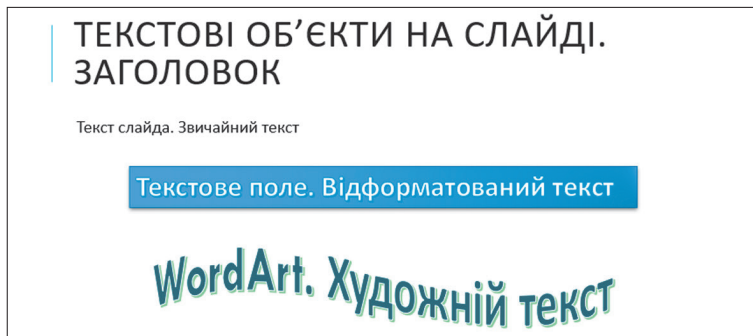 ТЕКСТОВІ ОБ’ЄКТИ НА СЛАЙДІ.
ЗАГОЛОВОК
Текст слайда. Звичайний текст
Текстове поле. Відформатований текст
WordArt. Художній текст